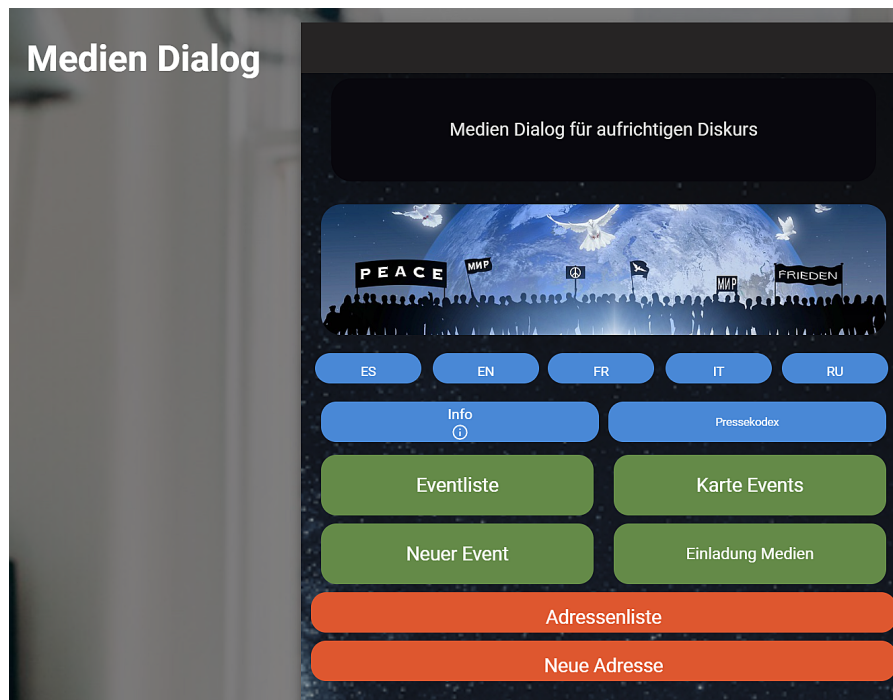 Medien Dialog
Medien Dialog für aufrichtigen Diskurs
PEACE
МИР
МИР
FRIEDEN
ES
EN
FR
IT
RU
Info
Pressekodex
Eventliste
Karte Events
Neuer Event
Einladung Medien
Adressenliste
Neue Adresse